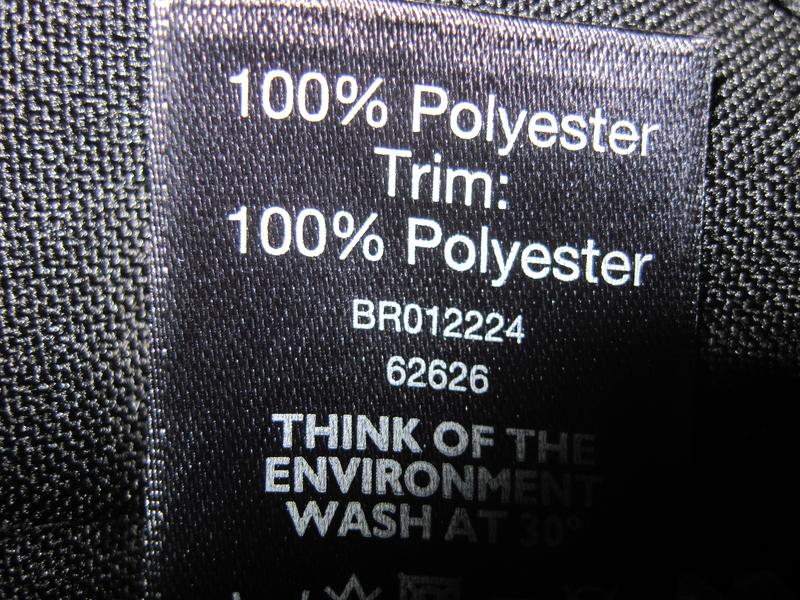 100% Polyester
Trim:
100% Polyester
BR012224
62626
THINK OF THE
ENVIRONMENT
WASH AT 30°